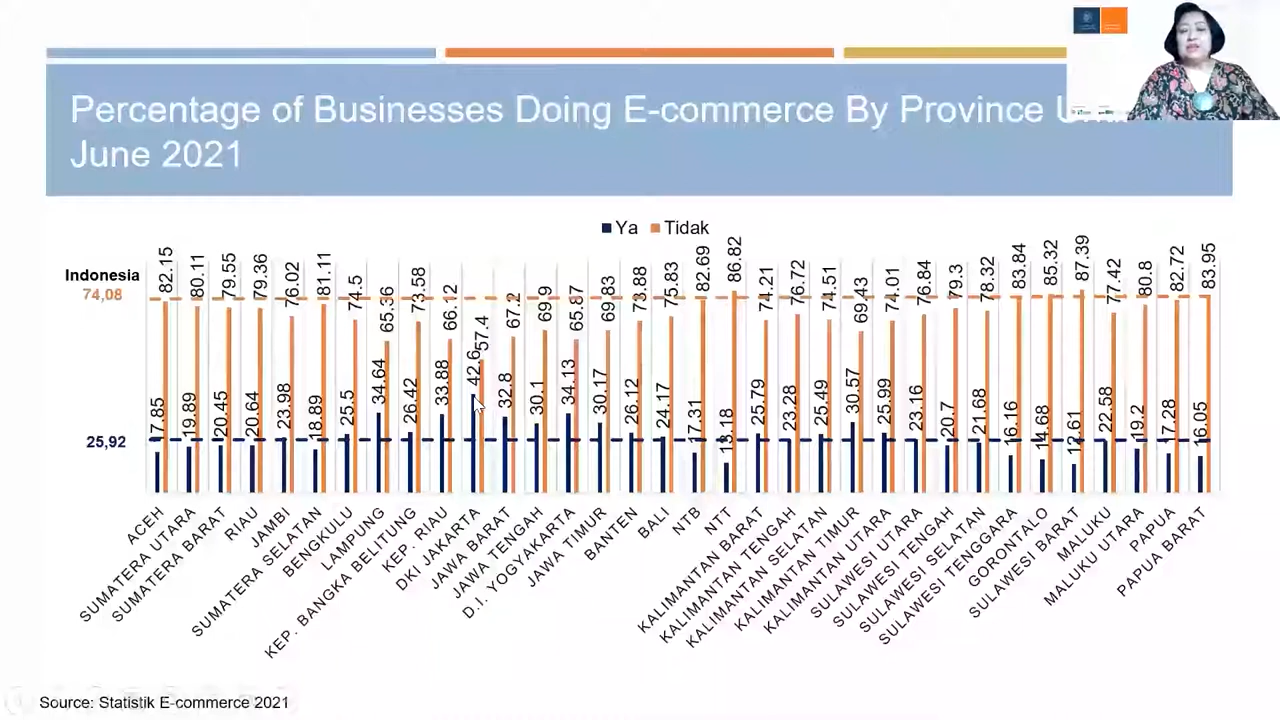 Percentage of Businesses Doing E-commerce By Province
June 2021
Ya Tidak
Indonesia
74,08
25,92
82.15
80.11
79.55
79.36
76.02
81.11
74.5
65.36
73.58
66.12
57.4
67.2
69.9
65.87
69.83
73.88
75.83
82.69
86.82
74.21
76.72
74.51
69.43
74.01
76.84
79.3
78.32
83.84
85.32
87.39
77.42
80.8
82.72
83.95
17.85
19.89
20.45
20.64
23.98
18.89
25.5
34.64
26.42
33.88
42.6
32.8
30.1
34.13
30.17
26.12
24.17
17.31
13.18
25.79
23.28
25.49
30.57
25.99
23.16
20.7
21.68
16.16
14.68
12.61
22.58
19.2
17.28
16.05
ACEH
SUMATERA UTARA
SUMATERA BARAT
RIAU
JAMBI
SUMATERA SELATAN
BENGKULU
LAMPUNG
KEP. BANGKA BELITUNG
KEP. RIAU
DKI JAKARTA
JAWA BARAT
JAWA TENGAH
D.I. YOGYAKARTA
JAWA TIMUR
BANTEN
BALI
NTB
NTT
KALIMANTAN BARAT
KALIMANTAN TENGAH
KALIMANTAN SELATAN
KALIMANTAN TIMUR
KALIMANTAN UTARA
SULAWESI UTARA
SULAWESI TENGAH
SULAWESI SELATAN
SULAWESI TENGGARA
GORONTALO
SULAWESI BARAT
MALUKU
MALUKU UTARA
PAPUA
PAPUA BARAT
Source: Statistik E-commerce 2021